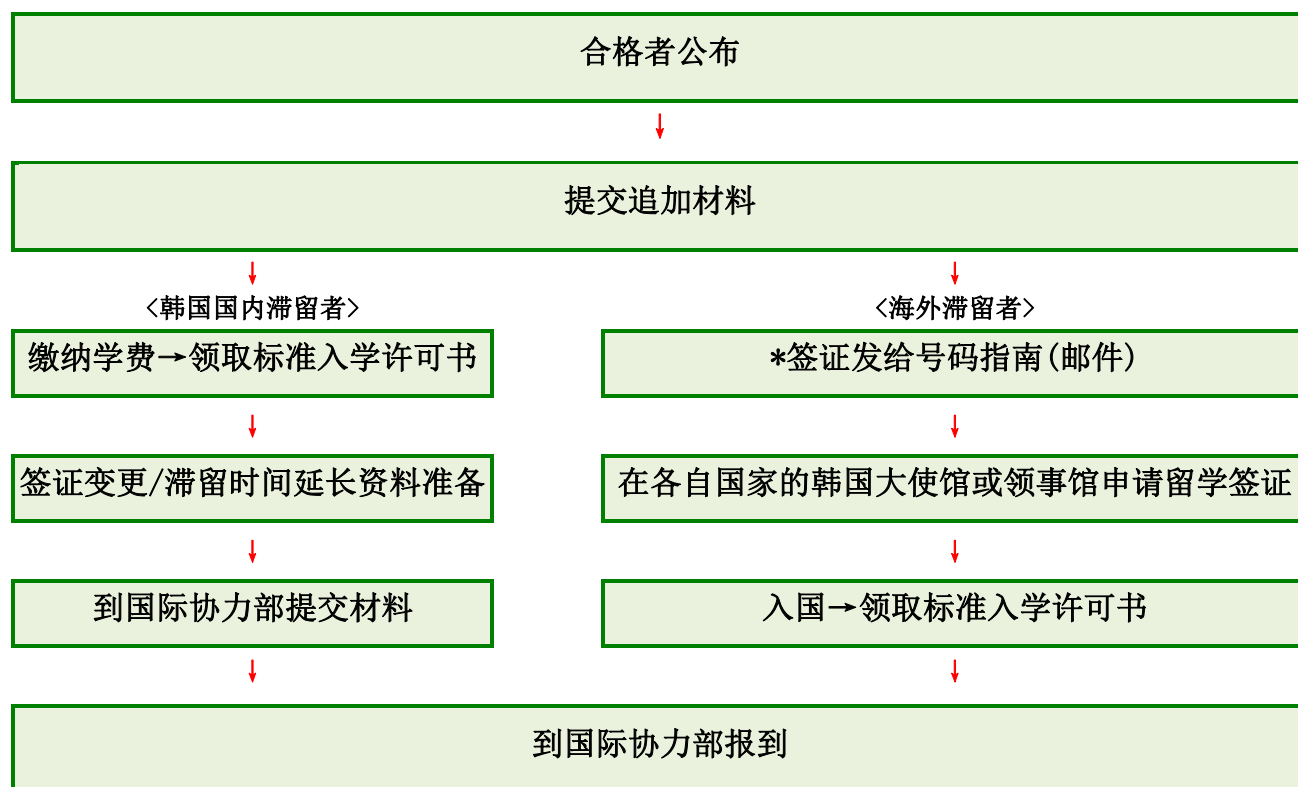 合格者公布
↓
提交追加材料
↓ ↓
<韩国国内滞留者> <海外滞留者>
缴纳学费→领取标准入学许可书 *签证发给号码指南(邮件)
↓ ↓
签证变更/滞留时间延长资料准备 在各自国家的韩国大使馆或领事馆申请留学签证
↓ ↓
到国际协力部提交材料 入国→领取标准入学许可书
↓ ↓
到国际协力部报到